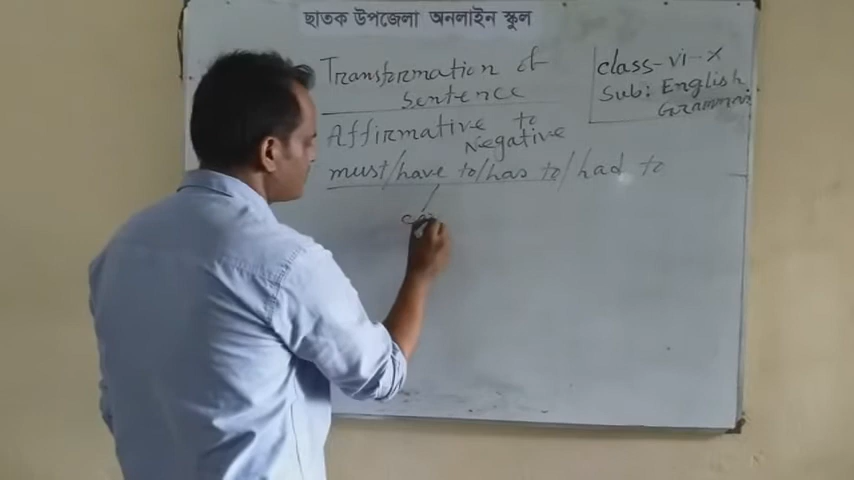 ছাতক উপজেলা অনলাইন স্কুল
Transformation of
Sentence
class-vi-x
Sub: English
Grammar
Affirmative to
Negative
must/have to/has to/had to